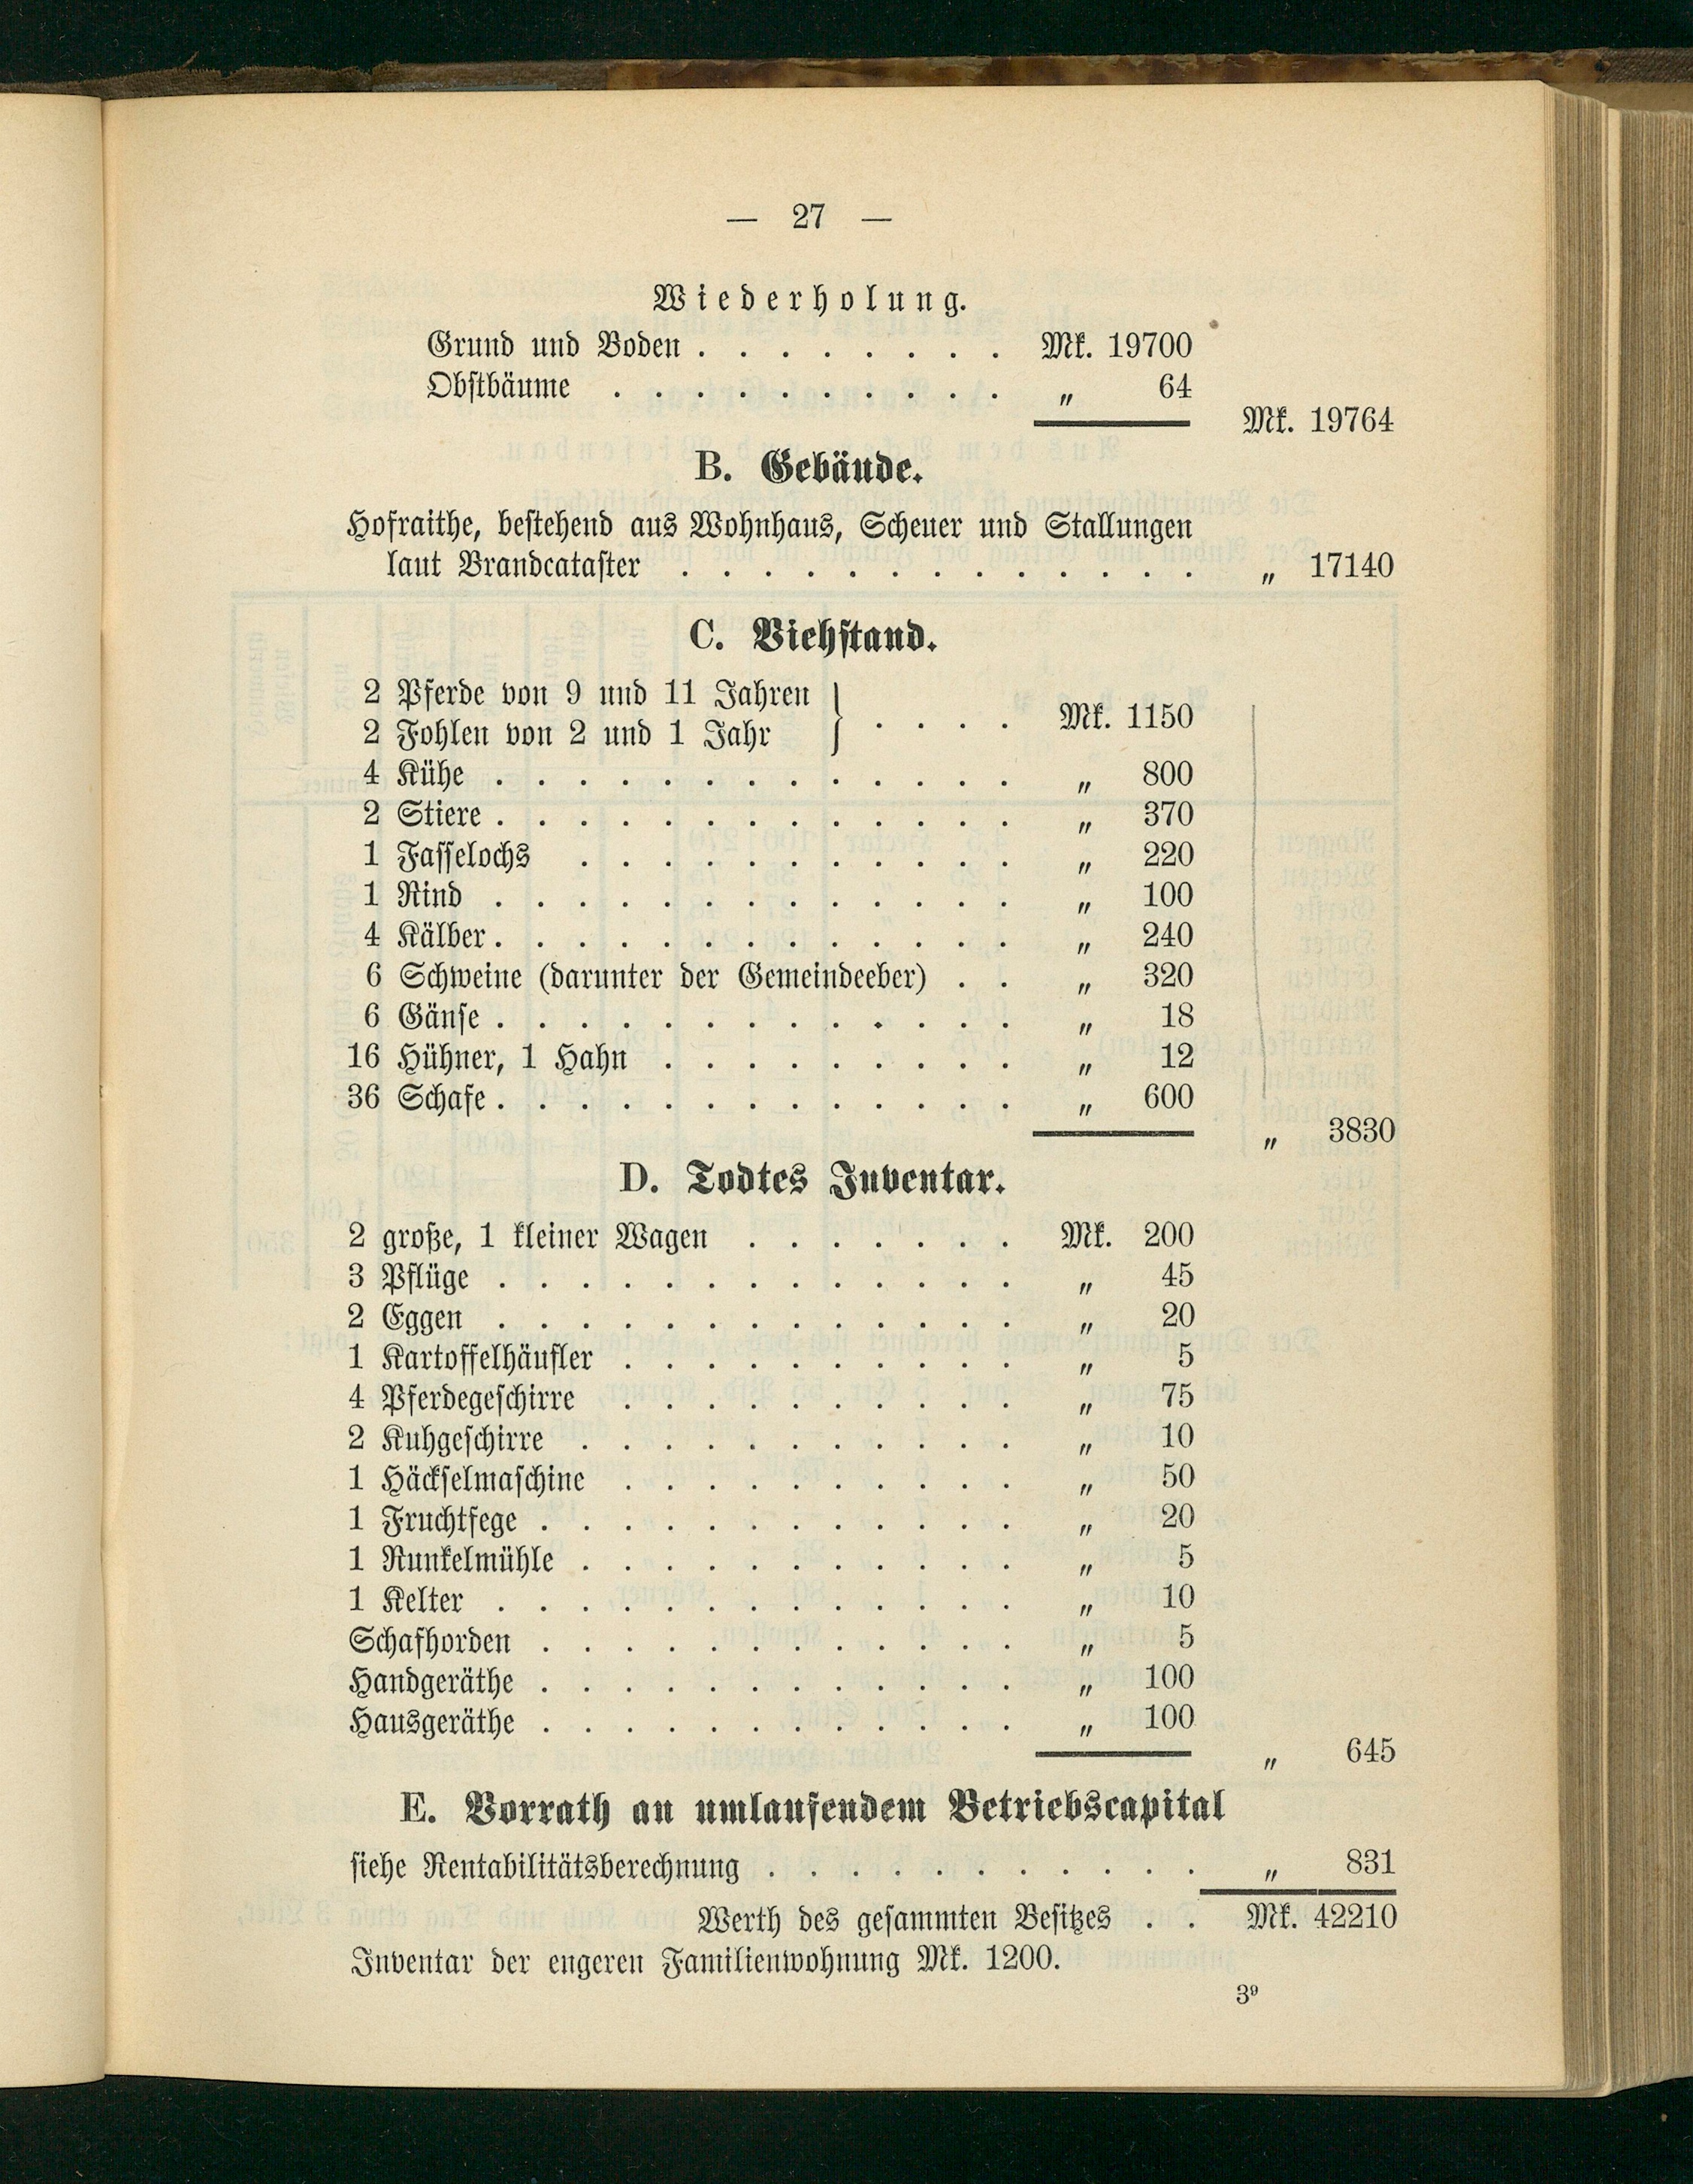 — 27 —
Wiederholung.
Grund und Boden . . . . . . . . Mk. 19700
Obstbäume . . . . . . . . . . „ 64
Mk. 19764
B. Gebäude.
Hofraithe, bestehend aus Wohnhaus, Scheuer und Stallungen
laut Brandcataster . . . . . . . . . . . . . „ 17140
C. Viehstand.
2 Pferde von 9 und 11 Jahren
2 Fohlen von 2 und 1 Jahr } . . . . Mk. 1150
4 Kühe . . . . . . . . . . . . . „ 800
2 Stiere . . . . . . . . . . . . . „ 370
1 Fasselochs . . . . . . . . . . . „ 220
1 Rind . . . . . . . . . . . . . „ 100
4 Kälber . . . . . . . . . . . . . „ 240
6 Schweine (darunter der Gemeindeeber) . . „ 320
6 Gänse . . . . . . . . . . . . . „ 18
16 Hühner, 1 Hahn . . . . . . . . . „ 12
36 Schafe . . . . . . . . . . . . . „ 600
„ 3830
D. Todtes Inventar.
2 große, 1 kleiner Wagen . . . . . . . Mk. 200
3 Pflüge . . . . . . . . . . . . . „ 45
2 Eggen . . . . . . . . . . . . . „ 20
1 Kartoffelhäufler . . . . . . . . . . „ 5
4 Pferdegeschirre . . . . . . . . . . „ 75
2 Kuhgeschirre . . . . . . . . . . . „ 10
1 Häckselmaschine . . . . . . . . . . „ 50
1 Fruchtfege . . . . . . . . . . . . „ 20
1 Runkelmühle . . . . . . . . . . . „ 5
1 Kelter . . . . . . . . . . . . . „ 10
Schafhorden . . . . . . . . . . . . „ 5
Handgeräthe . . . . . . . . . . . . „ 100
Hausgeräthe . . . . . . . . . . . . „ 100
„ 645
E. Vorrath an umlaufendem Betriebscapital
siehe Rentabilitätsberechnung . . . . . . . . . . . „ 831
Werth des gesammten Besitzes . . Mk. 42210
Inventar der engeren Familienwohnung Mk. 1200.
3⁹